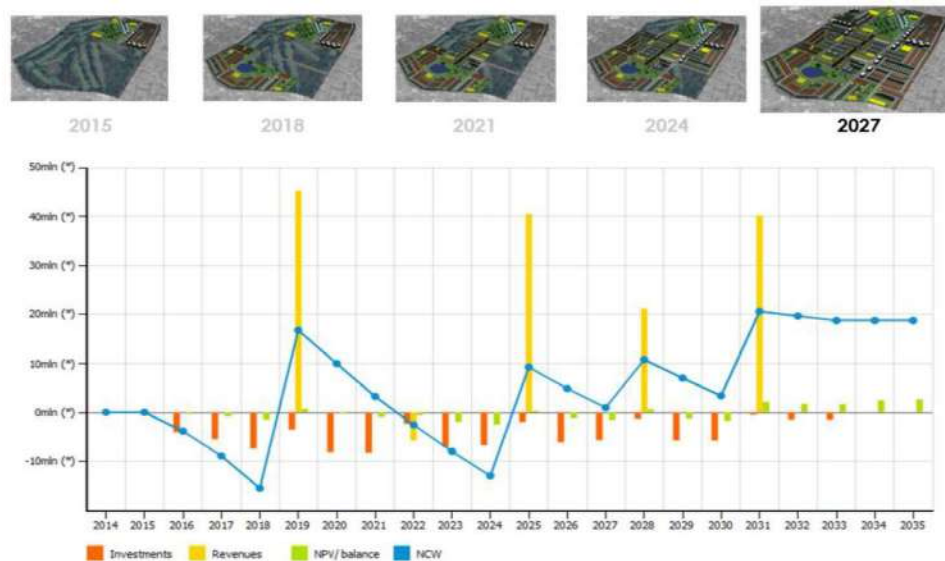 2015 2018 2021 2024 2027
50mln (*)
40mln (*)
30mln (*)
20mln (*)
10mln (*)
0mln (*)
-10mln (*)
2014 2015 2016 2017 2018 2019 2020 2021 2022 2023 2024 2025 2026 2027 2028 2029 2030 2031 2032 2033 2034 2035
Investments Revenues NPV/ balance NCW